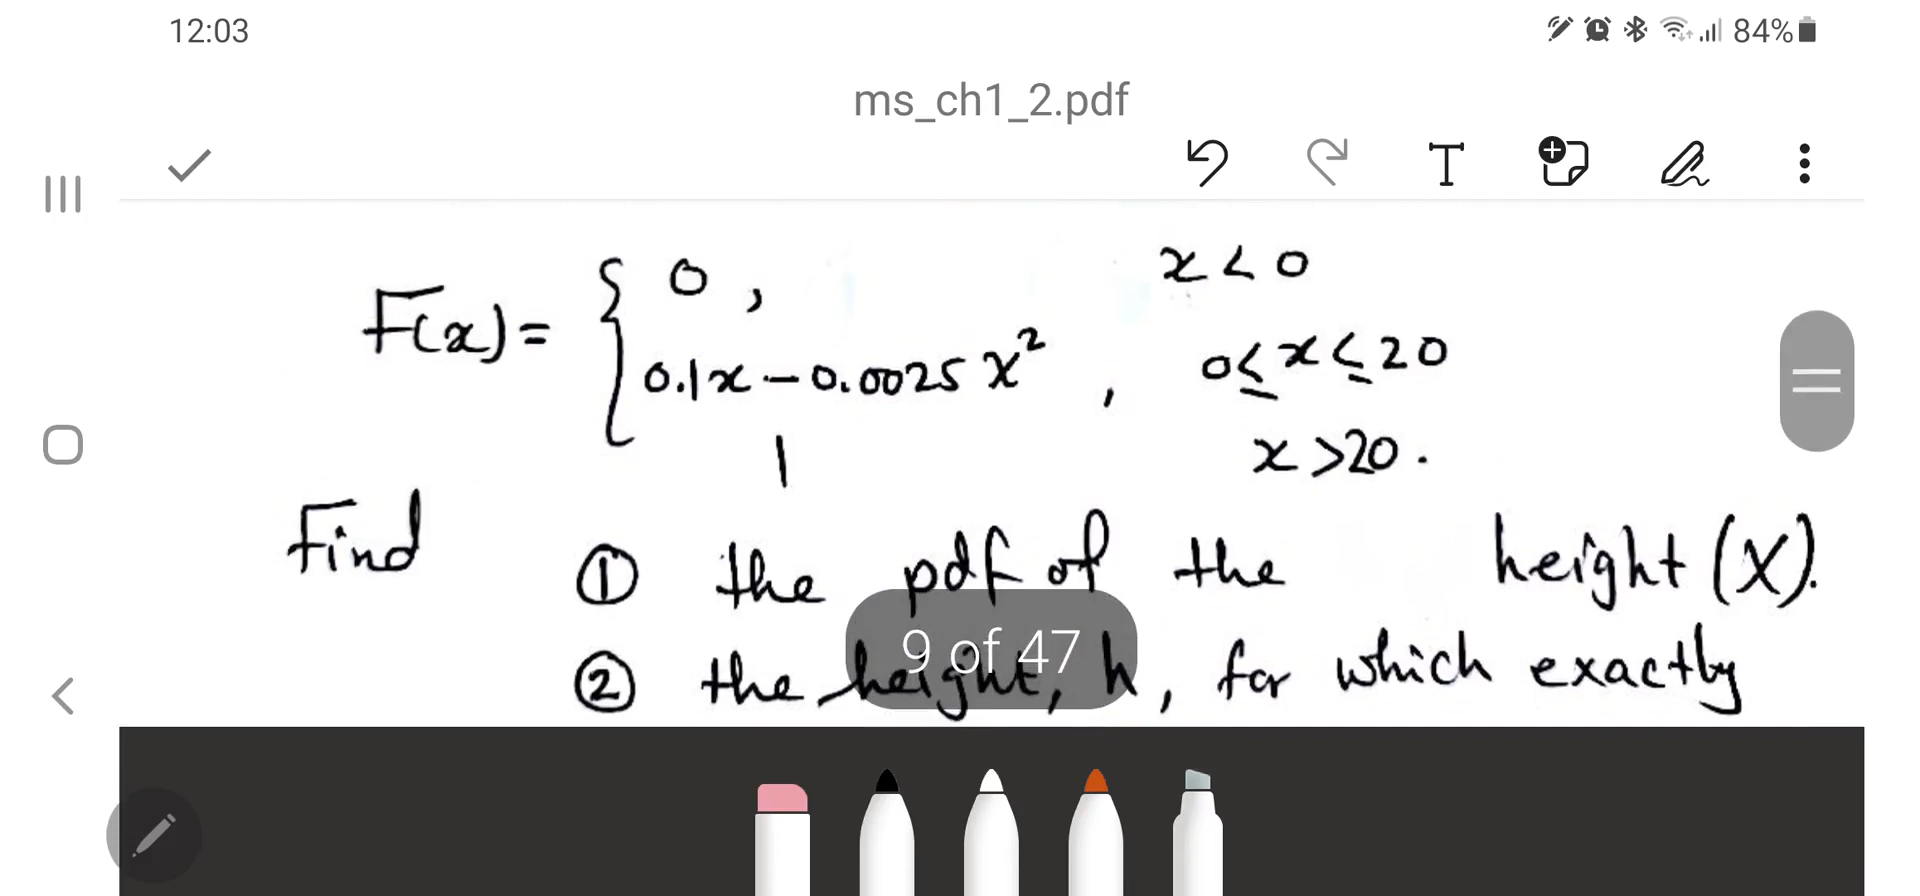 12:03
84%
ms_ch1_2.pdf
T
F(x) = { 0 , x < 0
0.1x - 0.0025 x² , 0 ≤ x ≤ 20
1 x > 20 .
Find ① the pdf of the height (X).
9 of 47
② the height, h, for which exactly